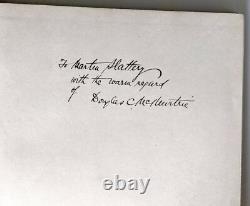 To Martin Slattery
with the warm regard
of
Douglas C. McMurtrie